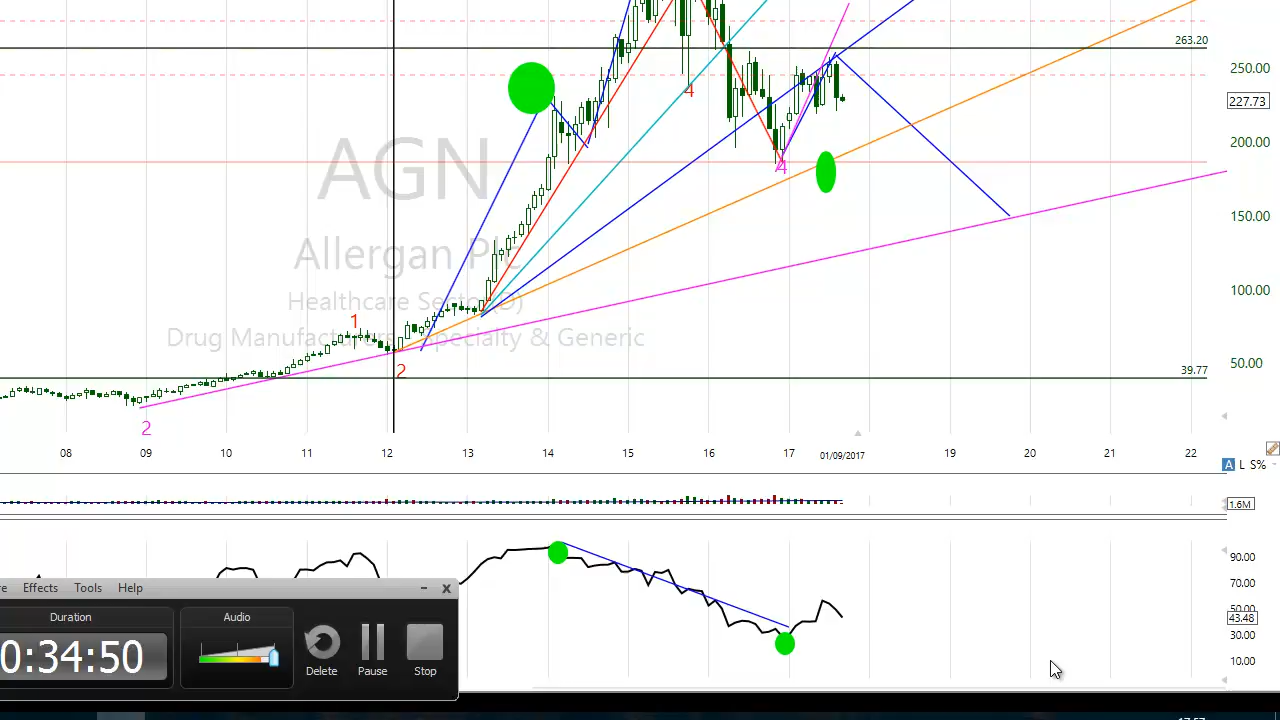 263.20
250.00
4
227.73
AGN
200.00
4
150.00
Allergan Plc
100.00
Healthcare Sector(D)
1
Drug Manufacturers - Specialty & Generic
50.00
2
39.77
2
08 09 10 11 12 13 14 15 16 17 01/09/2017 19 20 21 22
A L S%
1.6M
90.00
70.00
50.00
43.48
30.00
10.00
Effects Tools Help
Duration Audio
0:34:50
Delete Pause Stop